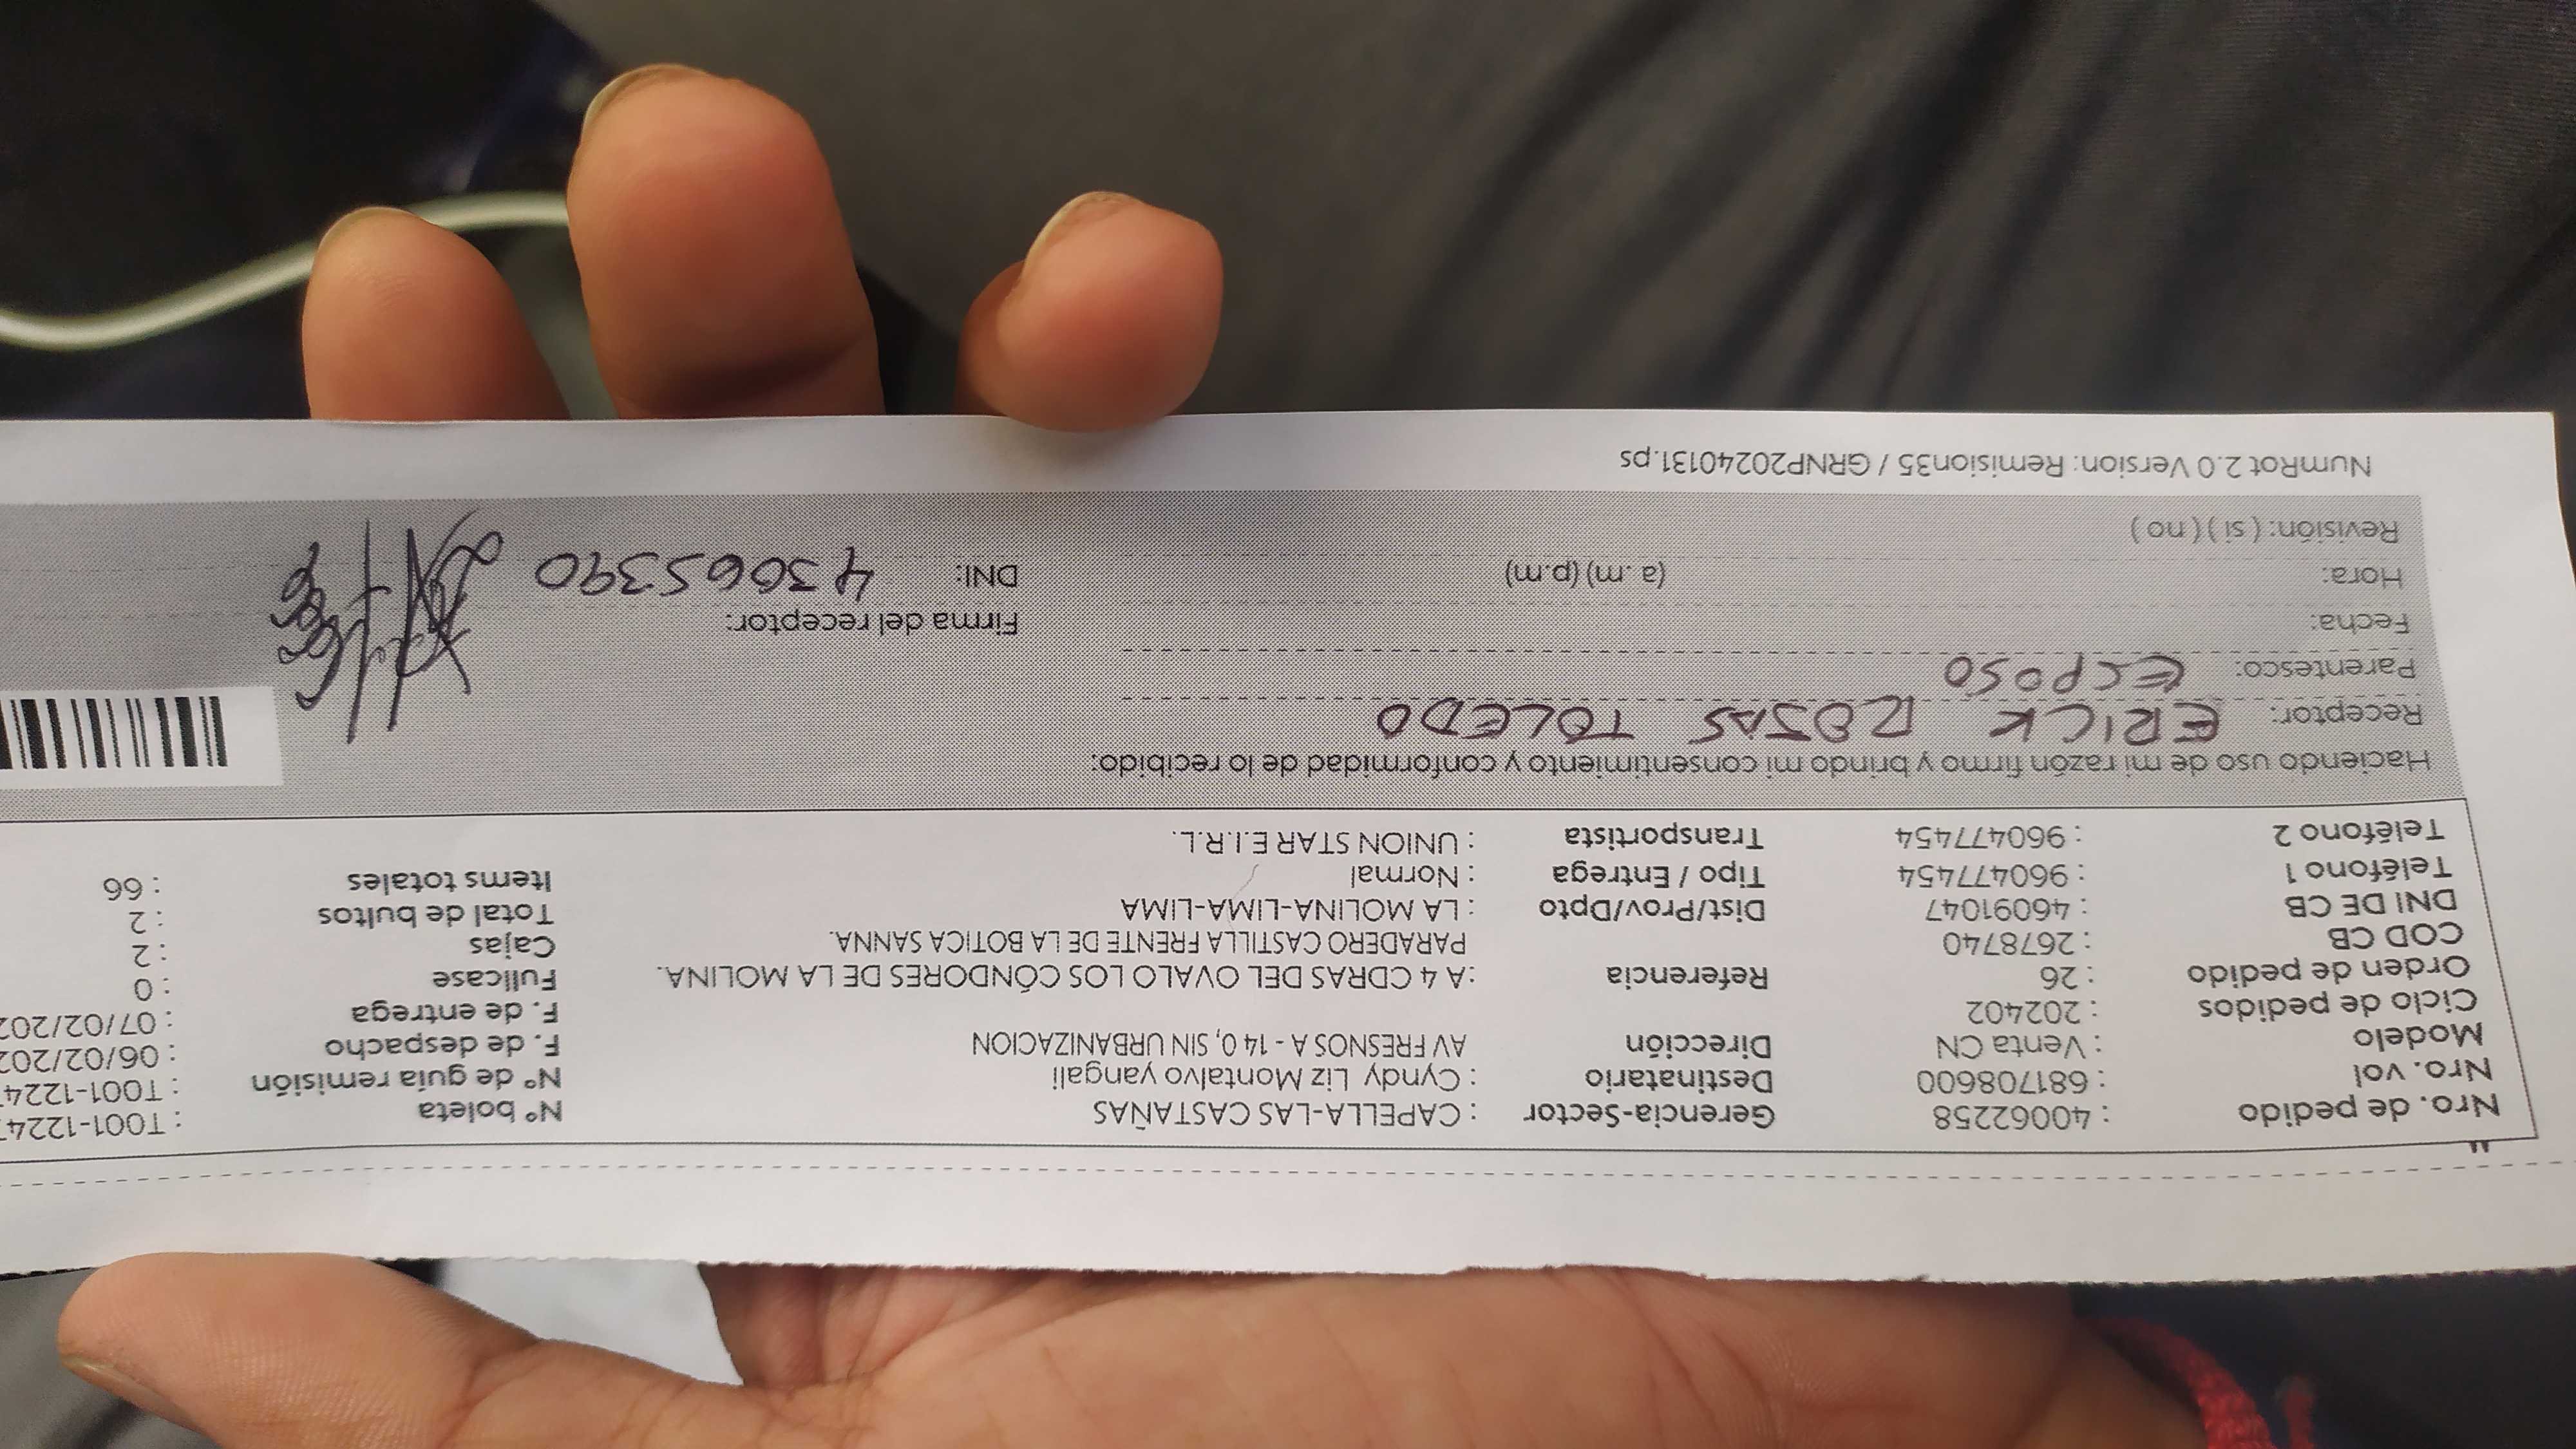 Nro. de pedido : 40062258 Gerencia-Sector : CAPELLA-LAS CASTAÑAS Nº boleta : T001-1224
Nro. vol : 681708600 Destinatario : Cyndy Liz Montalvo yangali Nº de guía remisión : T001-1224
Modelo : Venta CN Dirección AV FRESNOS A - 14 0, SIN URBANIZACION F. de despacho : 06/02/202
Ciclo de pedidos : 202402 F. de entrega : 07/02/202
Orden de pedido : 26 Referencia : A 4 CDRAS DEL OVALO LOS CÓNDORES DE LA MOLINA. Fullcase : 0
COD CB : 2678740 PARADERO CASTILLA FRENTE DE LA BOTICA SANNA. Cajas : 2
DNI DE CB : 46091047 Dist/Prov/Dpto : LA MOLINA-LIMA-LIMA Total de bultos : 2
Teléfono 1 : 960477454 Tipo / Entrega : Normal Items totales : 66
Teléfono 2 : 960477454 Transportista : UNION STAR E.I.R.L.
Haciendo uso de mi razón firmo y brindo mi consentimiento y conformidad de lo recibido:
Receptor: ERICK ROJAS TOLEDO
Parentesco: ECPOSO
Fecha: Firma del receptor:
Hora: (a .m) (p.m) DNI: 43065390
Revisión: ( si ) ( no )
NumRot 2.0 Version: Remision35 / GRNP20240131.ps